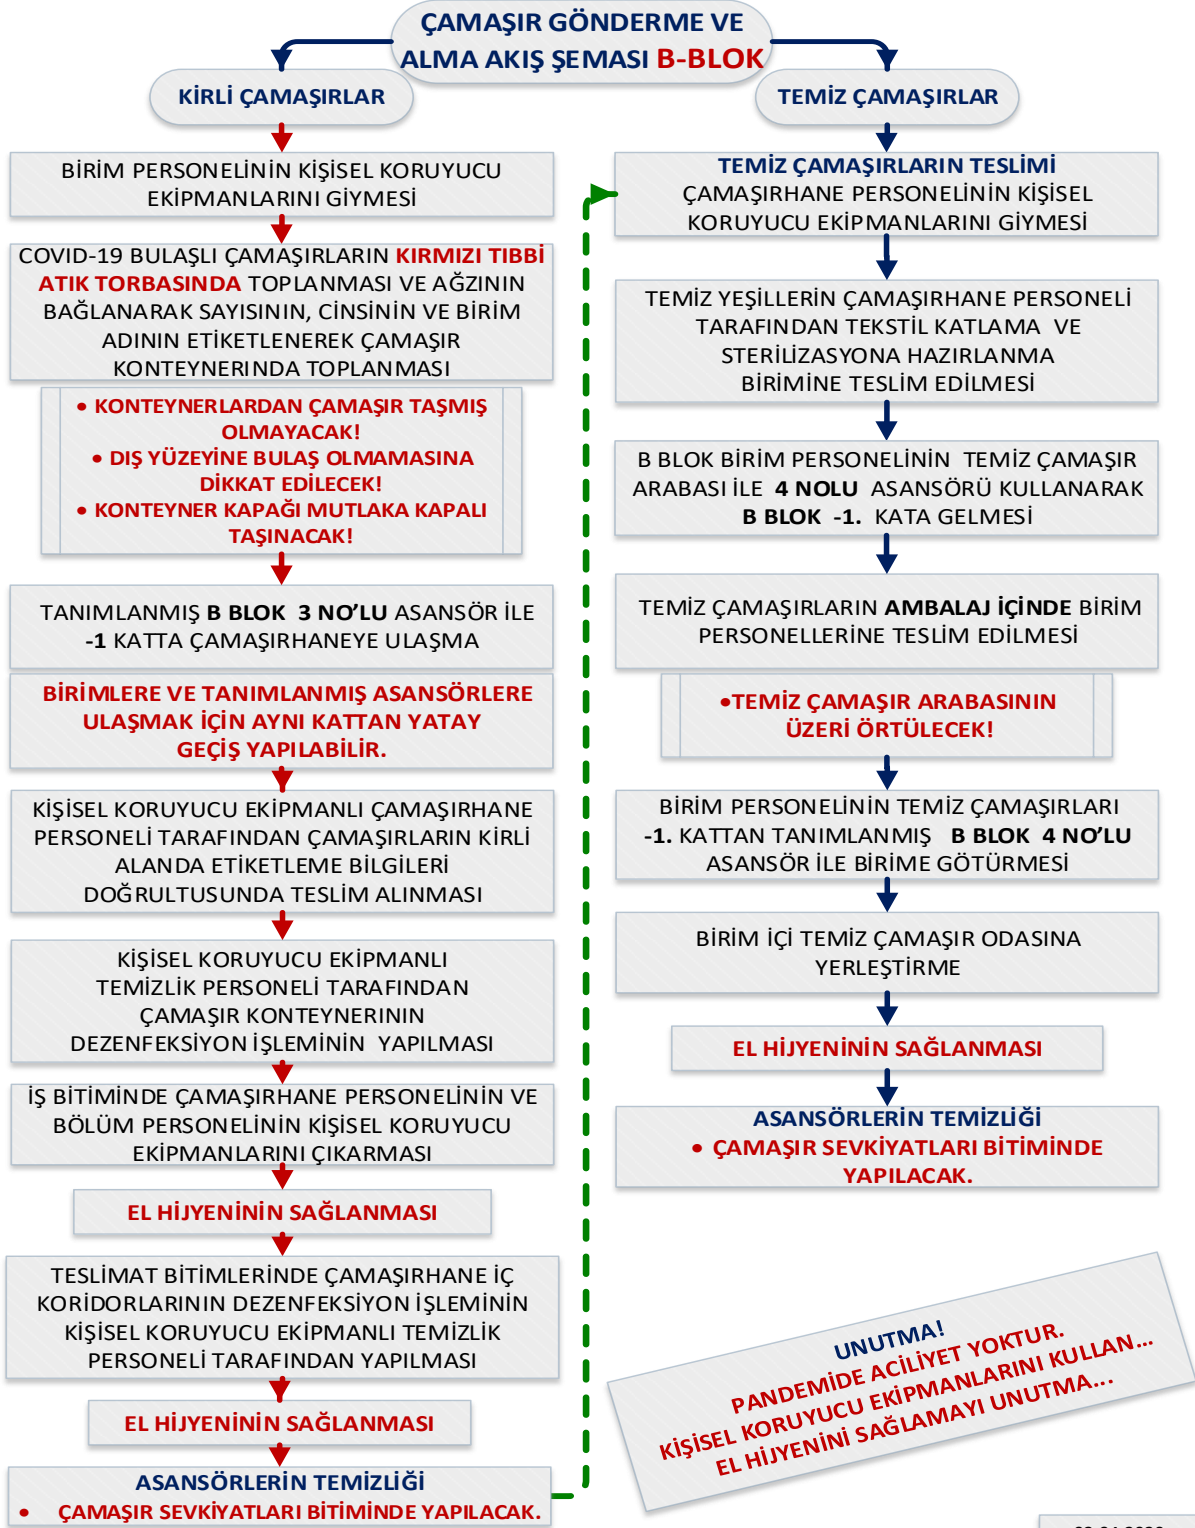 ÇAMAŞIR GÖNDERME VE
ALMA AKIŞ ŞEMASI B-BLOK
KİRLİ ÇAMAŞIRLAR
BİRİM PERSONELİNİN KİŞİSEL KORUYUCU
EKİPMANLARINI GİYMESİ
COVID-19 BULAŞLI ÇAMAŞIRLARIN KIRMIZI TIBBİ
ATIK TORBASINDA TOPLANMASI VE AĞZININ
BAĞLANARAK SAYISININ, CİNSİNİN VE BİRİM
ADININ ETİKETLENEREK ÇAMAŞIR
KONTEYNERINDA TOPLANMASI
• KONTEYNERLARDAN ÇAMAŞIR TAŞMIŞ
OLMAYACAK!
• DIŞ YÜZEYİNE BULAŞ OLMAMASINA
DİKKAT EDİLECEK!
• KONTEYNER KAPAĞI MUTLAKA KAPALI
TAŞINACAK!
TANIMLANMIŞ B BLOK 3 NO'LU ASANSÖR İLE
-1 KATTA ÇAMAŞIRHANEYE ULAŞMA
BİRİMLERE VE TANIMLANMIŞ ASANSÖRLERE
ULAŞMAK İÇİN AYNI KATTAN YATAY
GEÇİŞ YAPILABİLİR.
KİŞİSEL KORUYUCU EKİPMANLI ÇAMAŞIRHANE
PERSONELİ TARAFINDAN ÇAMAŞIRLARIN KİRLİ
ALANDA ETİKETLEME BİLGİLERİ
DOĞRULTUSUNDA TESLİM ALINMASI
KİŞİSEL KORUYUCU EKİPMANLI
TEMİZLİK PERSONELİ TARAFINDAN
ÇAMAŞIR KONTEYNERININ
DEZENFEKSİYON İŞLEMİNİN YAPILMASI
İŞ BİTİMİNDE ÇAMAŞIRHANE PERSONELİNİN VE
BÖLÜM PERSONELİNİN KİŞİSEL KORUYUCU
EKİPMANLARINI ÇIKARMASI
EL HİJYENİNİN SAĞLANMASI
TESLİMAT BİTİMLERİNDE ÇAMAŞIRHANE İÇ
KORİDORLARININ DEZENFEKSİYON İŞLEMİNİN
KİŞİSEL KORUYUCU EKİPMANLI TEMİZLİK
PERSONELİ TARAFINDAN YAPILMASI
EL HİJYENİNİN SAĞLANMASI
ASANSÖRLERİN TEMİZLİĞİ
• ÇAMAŞIR SEVKİYATLARI BİTİMİNDE YAPILACAK.
TEMİZ ÇAMAŞIRLAR
TEMİZ ÇAMAŞIRLARIN TESLİMİ
ÇAMAŞIRHANE PERSONELİNİN KİŞİSEL
KORUYUCU EKİPMANLARINI GİYMESİ
TEMİZ YEŞİLLERİN ÇAMAŞIRHANE PERSONELİ
TARAFINDAN TEKSTİL KATLAMA VE
STERİLİZASYONA HAZIRLANMA
BİRİMİNE TESLİM EDİLMESİ
B BLOK BİRİM PERSONELİNİN TEMİZ ÇAMAŞIR
ARABASI İLE 4 NOLU ASANSÖRÜ KULLANARAK
B BLOK -1. KATA GELMESİ
TEMİZ ÇAMAŞIRLARIN AMBALAJ İÇİNDE BİRİM
PERSONELLERİNE TESLİM EDİLMESİ
•TEMİZ ÇAMAŞIR ARABASININ
ÜZERİ ÖRTÜLECEK!
BİRİM PERSONELİNİN TEMİZ ÇAMAŞIRLARI
-1. KATTAN TANIMLANMIŞ B BLOK 4 NO'LU
ASANSÖR İLE BİRİME GÖTÜRMESİ
BİRİM İÇİ TEMİZ ÇAMAŞIR ODASINA
YERLEŞTİRME
EL HİJYENİNİN SAĞLANMASI
ASANSÖRLERİN TEMİZLİĞİ
• ÇAMAŞIR SEVKİYATLARI BİTİMİNDE
YAPILACAK.
UNUTMA!
PANDEMİDE ACİLİYET YOKTUR.
KİŞİSEL KORUYUCU EKİPMANLARINI KULLAN...
EL HİJYENİNİ SAĞLAMAYI UNUTMA...